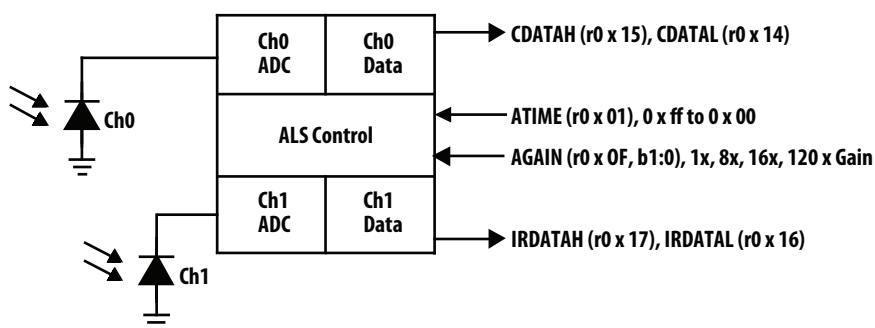 Ch0 ADC
Ch0 Data
CDATAH (r0 x 15), CDATAL (r0 x 14)
Ch0
ALS Control
ATIME (r0 x 01), 0 x ff to 0 x 00
AGAIN (r0 x OF, b1:0), 1x, 8x, 16x, 120 x Gain
Ch1 ADC
Ch1 Data
IRDATAH (r0 x 17), IRDATAL (r0 x 16)
Ch1